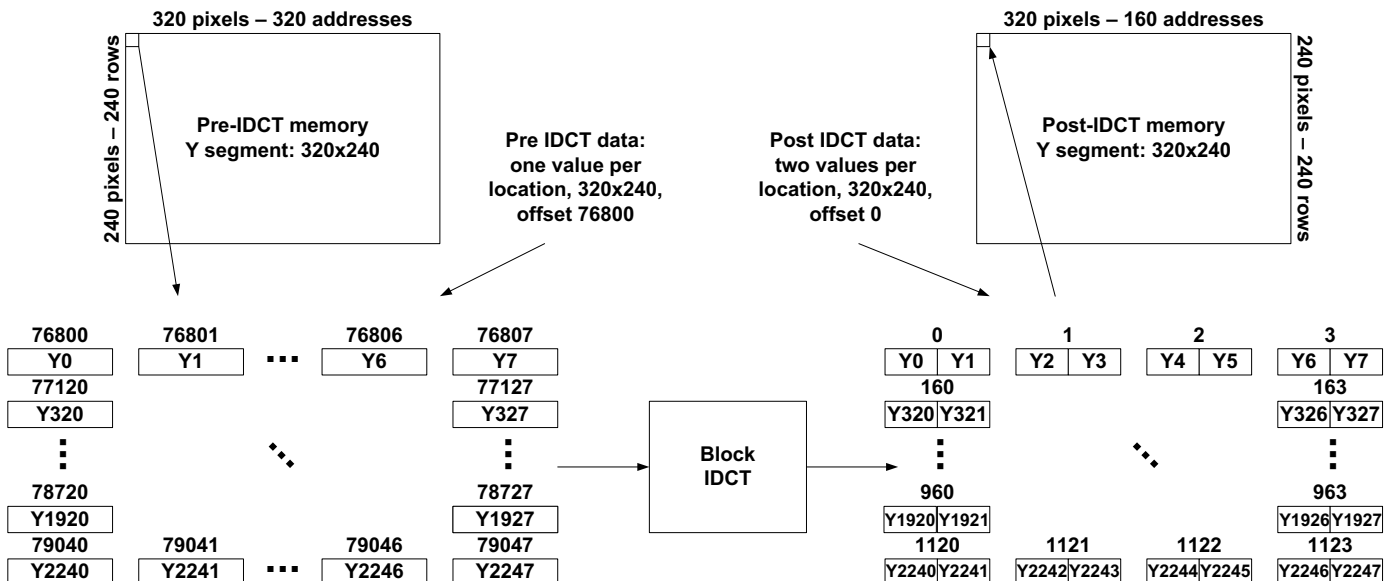 320 pixels – 320 addresses
240 pixels – 240 rows
Pre-IDCT memory
Y segment: 320x240
Pre IDCT data:
one value per
location, 320x240,
offset 76800
Post IDCT data:
two values per
location, 320x240,
offset 0
320 pixels – 160 addresses
Post-IDCT memory
Y segment: 320x240
240 pixels – 240 rows
76800 76801 76806 76807
Y0 Y1 ... Y6 Y7
77120 77127
Y320 Y327
78720 78727
Y1920 Y1927
79040 79041 79046 79047
Y2240 Y2241 ... Y2246 Y2247
Block
IDCT
0 1 2 3
Y0 Y1 Y2 Y3 Y4 Y5 Y6 Y7
160 163
Y320 Y321 Y326 Y327
960 963
Y1920 Y1921 Y1926 Y1927
1120 1121 1122 1123
Y2240 Y2241 Y2242 Y2243 Y2244 Y2245 Y2246 Y2247